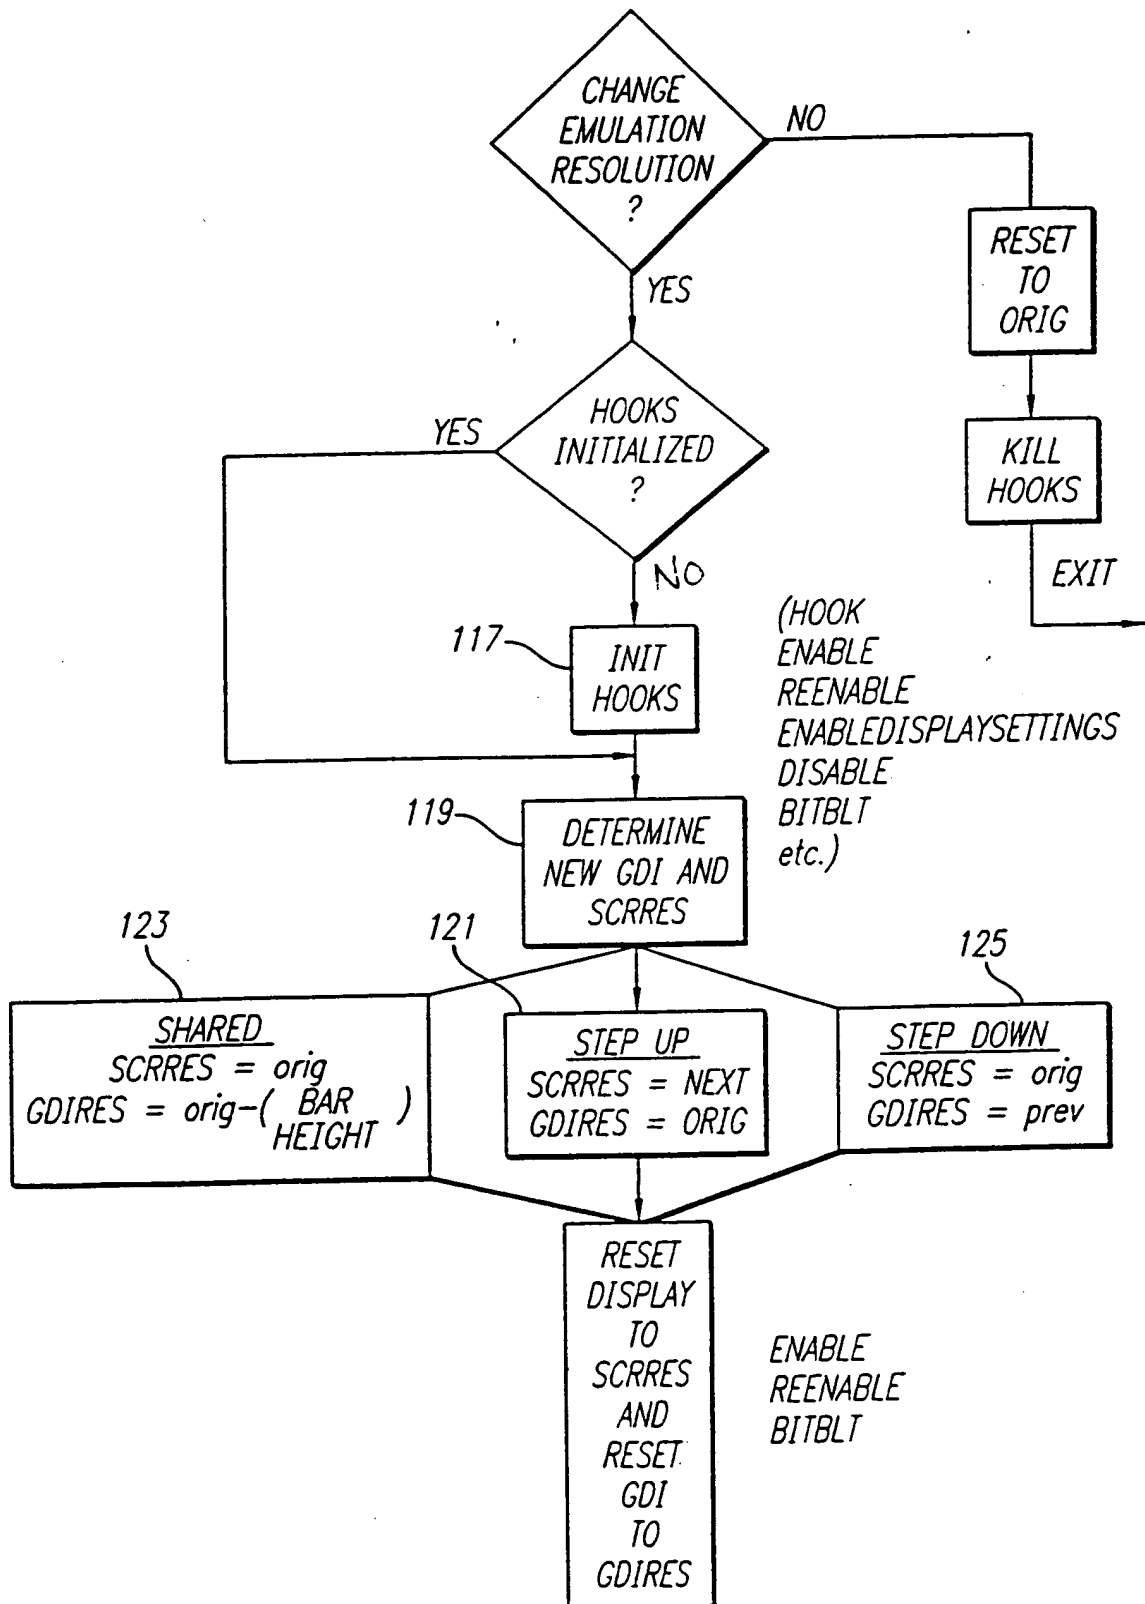 CHANGE
EMULATION
RESOLUTION
?
NO
YES
RESET
TO
ORIG
KILL
HOOKS
EXIT
HOOKS
INITIALIZED
?
YES
NO
117
INIT
HOOKS
(HOOK
ENABLE
REENABLE
ENABLEDISPLAYSETTINGS
DISABLE
BITBLT
etc.)
119
DETERMINE
NEW GDI AND
SCRRES
123
SHARED
SCRRES = orig
GDIRES = orig-( BAR )
HEIGHT
121
STEP UP
SCRRES = NEXT
GDIRES = ORIG
125
STEP DOWN
SCRRES = orig
GDIRES = prev
RESET
DISPLAY
TO
SCRRES
AND
RESET
GDI
TO
GDIRES
ENABLE
REENABLE
BITBLT